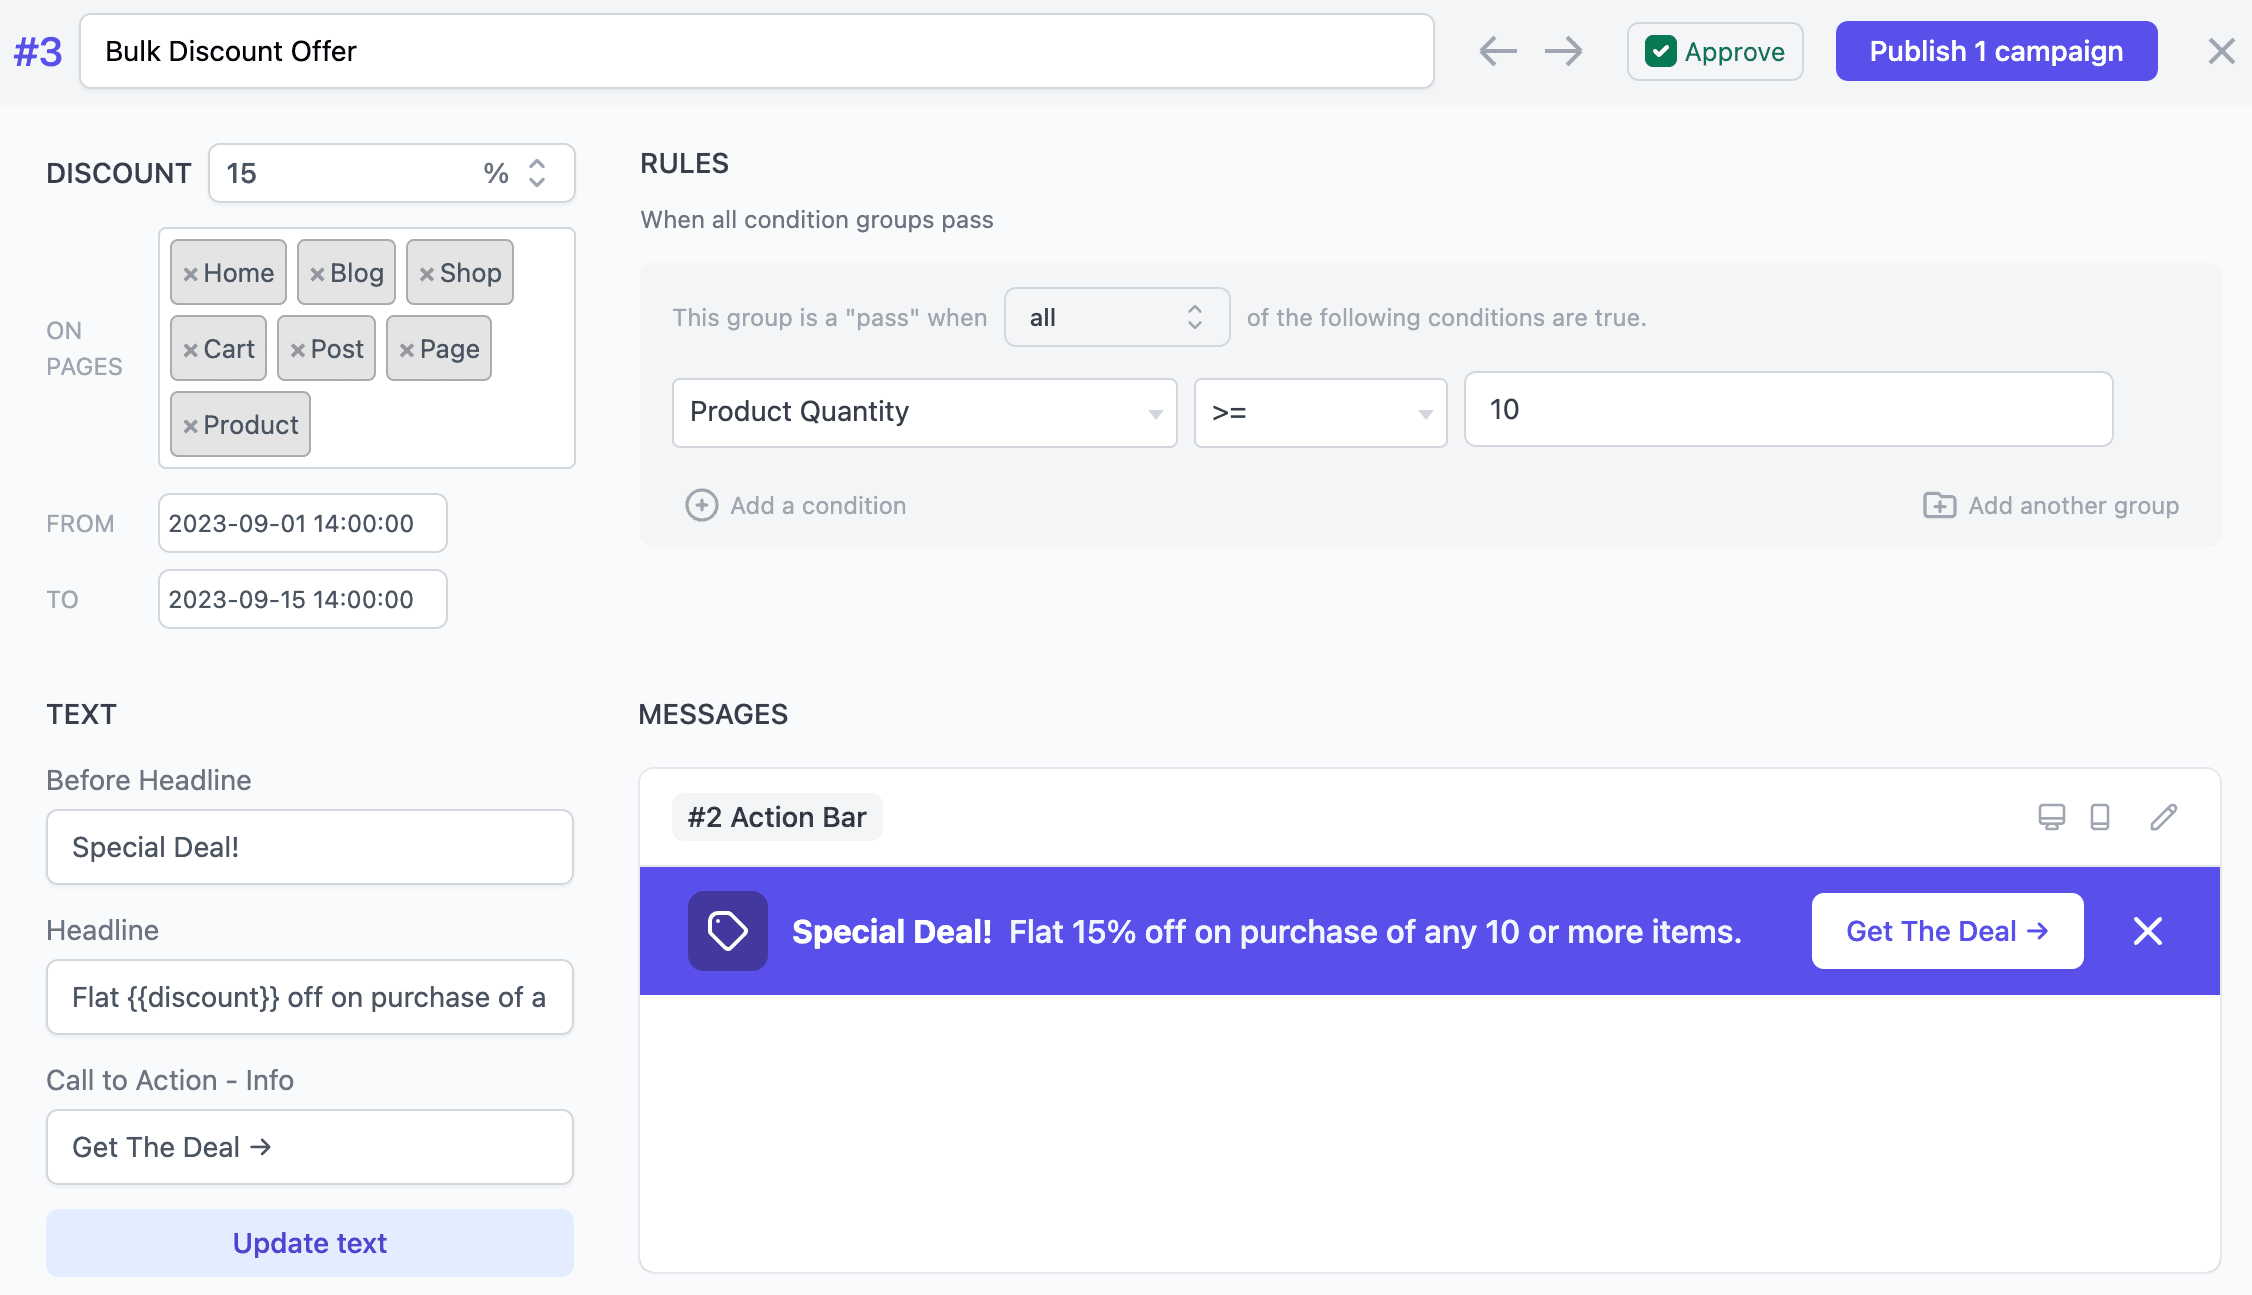 #3 Bulk Discount Offer Approve Publish 1 campaign
DISCOUNT 15 %
ON PAGES
Home Blog Shop
Cart Post Page
Product
FROM 2023-09-01 14:00:00
TO 2023-09-15 14:00:00
RULES
When all condition groups pass
This group is a "pass" when all of the following conditions are true.
Product Quantity >= 10
Add a condition Add another group
TEXT
Before Headline
Special Deal!
Headline
Flat {{discount}} off on purchase of a
Call to Action - Info
Get The Deal →
Update text
MESSAGES
#2 Action Bar
Special Deal! Flat 15% off on purchase of any 10 or more items. Get The Deal →